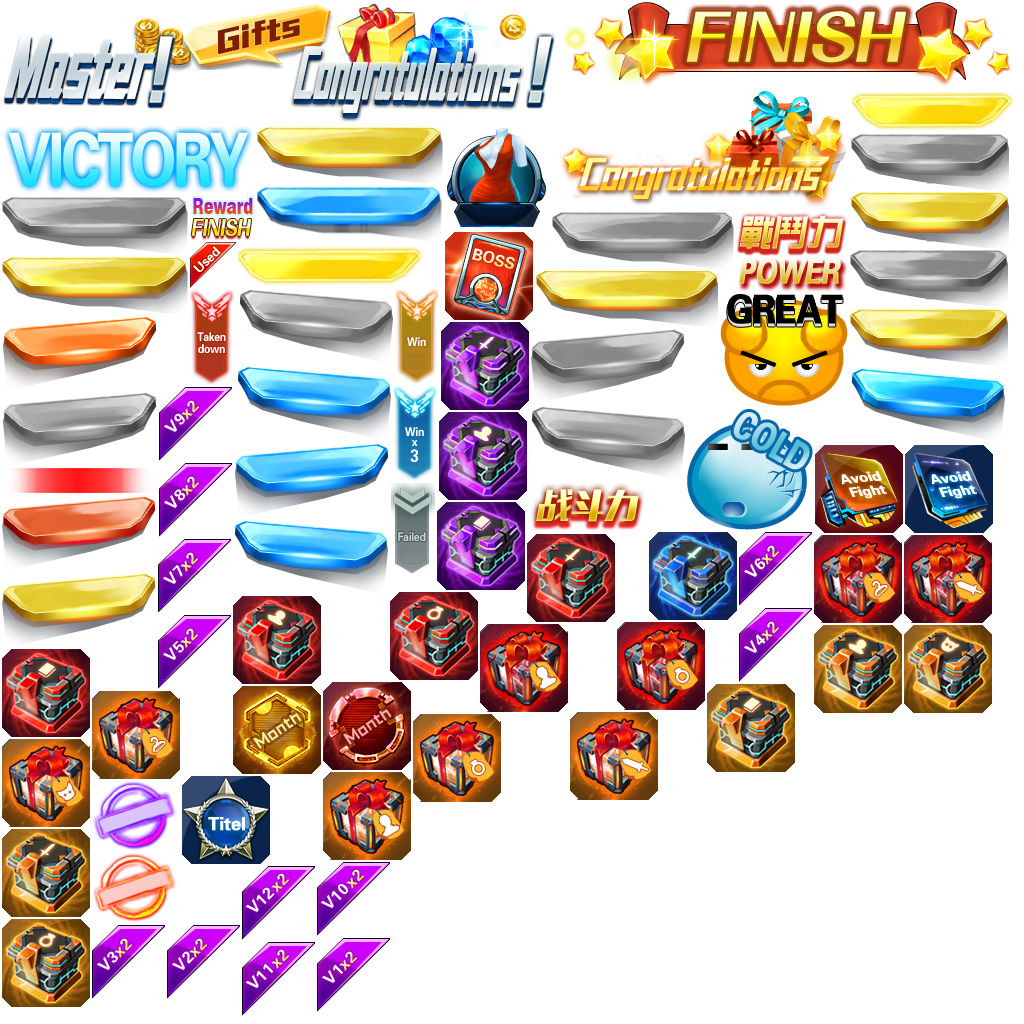 Master!
Gifts
Congratulations!
FINISH
VICTORY
Congratulations
Reward
FINISH
Used
BOSS
戰鬥力
POWER
GREAT
Taken
down
Win
Win
x
3
Failed
V9x2
V8x2
V7x2
V5x2
COLD
战斗力
Avoid
Fight
Avoid
Fight
V6x2
V4x2
Month
Month
Titel
V12x2
V10x2
V3x2
V2x2
V11x2
V1x2